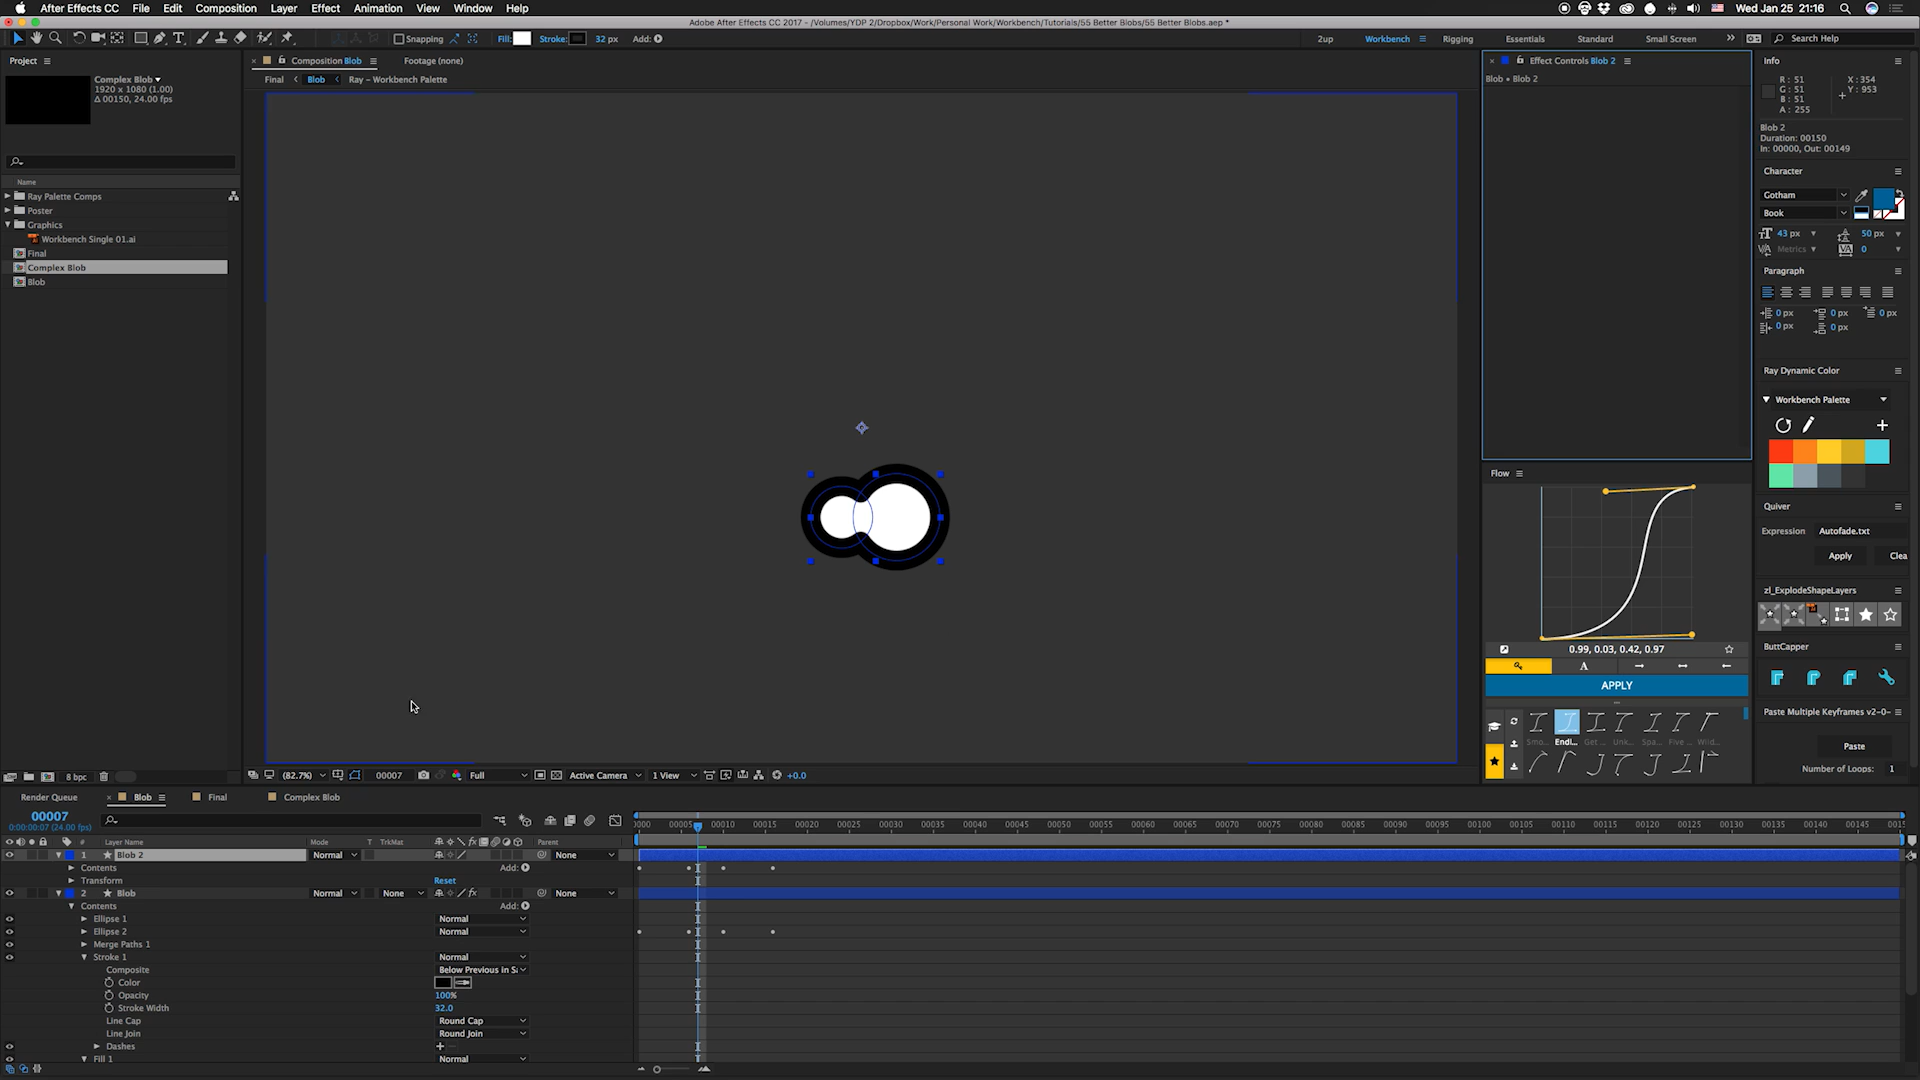 After Effects CC File Edit Composition Layer Effect Animation View Window Help Wed Jan 25 21:16
Adobe After Effects CC 2017 - /Volumes/YDP 2/Dropbox/Work/Personal Work/Workbench/Tutorials/55 Better Blobs/55 Better Blobs.aep *
Snapping Fill: Stroke: 32 px Add: 2up Workbench Rigging Essentials Standard Small Screen Search Help
Project
Complex Blob
1920 x 1080 (1.00)
Δ 00150, 24.00 fps
Name
Ray Palette Comps
Poster
Graphics
Workbench Single 01.ai
Final
Complex Blob
Blob
8 bpc
Composition Blob Footage (none)
Final Blob Ray - Workbench Palette
(82.7%) 00007 Full Active Camera 1 View +0.0
Effect Controls Blob 2
Blob • Blob 2
Flow
0.99, 0.03, 0.42, 0.97
A
APPLY
Smo... Endi... Get ... Unk... Spa... Five ... Wild...
Info
R : 51 X : 354
G : 51 Y : 953
B : 51
A : 255
Blob 2
Duration: 00150
In: 00000, Out: 00149
Character
Gotham
Book
43 px 50 px
Metrics 0
Paragraph
0 px 0 px 0 px
0 px 0 px
Ray Dynamic Color
Workbench Palette
Quiver
Expression Autofade.txt
Apply Clea
zl_ExplodeShapeLayers
ButtCapper
Paste Multiple Keyframes v2-0-
Paste
Number of Loops: 1
Render Queue Blob Final Complex Blob
00007
0:00:00:07 (24.00 fps)
# Layer Name Mode T TrkMat Parent
0000 00005 00010 00015 00020 00025 00030 00035 00040 00045 00050 00055 00060 00065 00070 00075 00080 00085 00090 00095 00100 00105 00110 00115 00120 00125 00130 00135 00140 00145 0015
1 Blob 2 Normal None
Contents Add:
Transform Reset
2 Blob Normal None None
Contents Add:
Ellipse 1 Normal
Ellipse 2 Normal
Merge Paths 1
Stroke 1 Normal
Composite Below Previous in Sa
Color
Opacity 100%
Stroke Width 32.0
Line Cap Round Cap
Line Join Round Join
Dashes + -
Fill 1 Normal